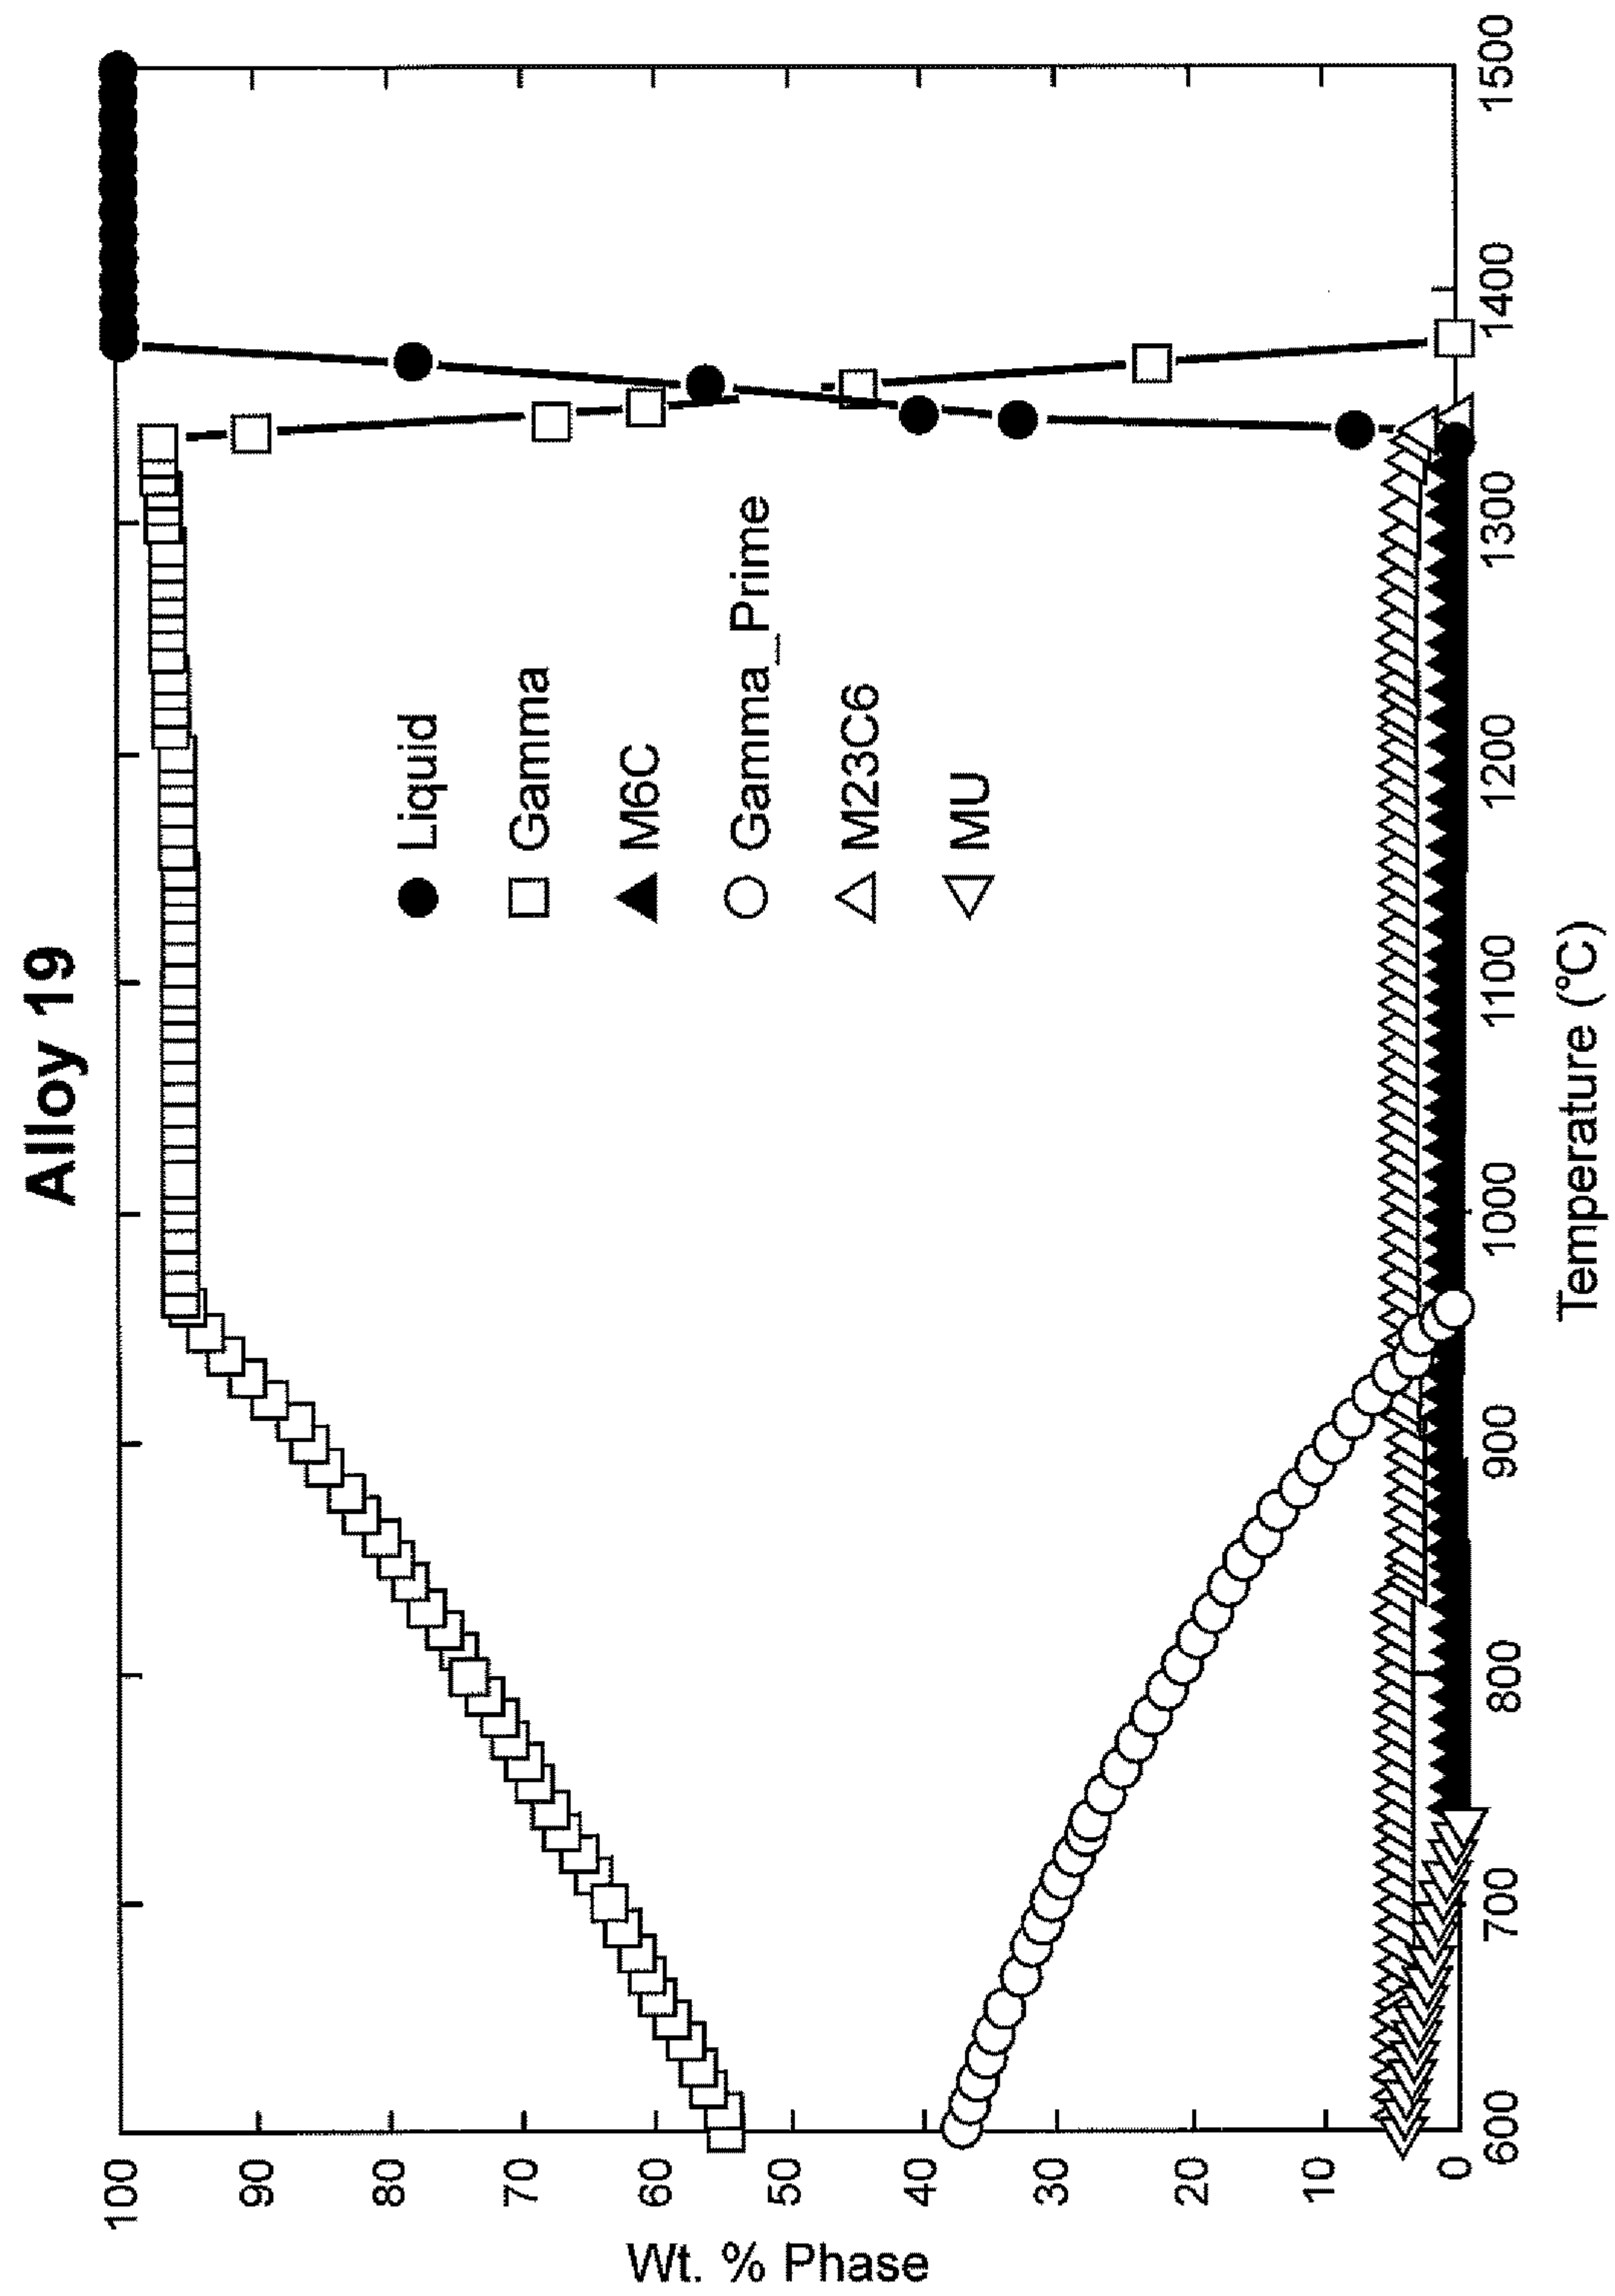 Alloy 19
Wt. % Phase
100
90
80
70
60
50
40
30
20
10
0
Liquid
Gamma
M6C
Gamma_Prime
M23C6
MU
600
700
800
900
1000
1100
1200
1300
1400
1500
Temperature (°C)